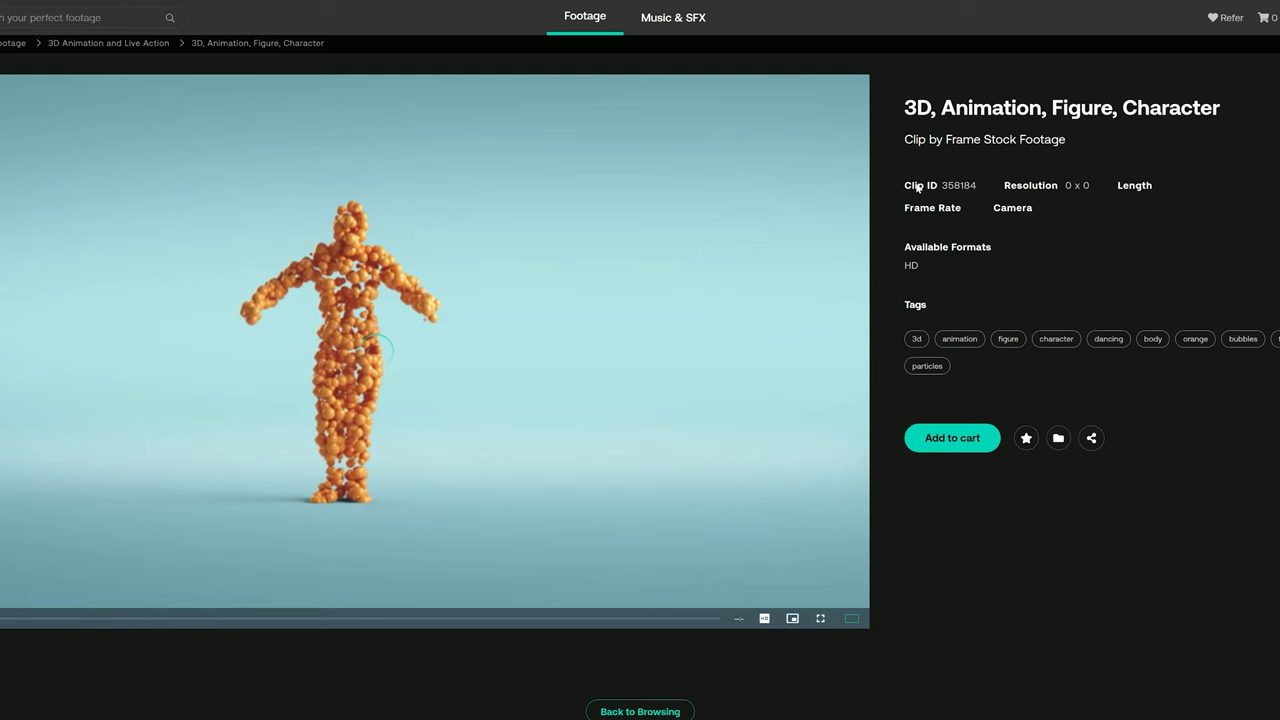 your perfect footage
Footage
Music & SFX
Refer
0
3D Animation and Live Action
3D, Animation, Figure, Character
3D, Animation, Figure, Character
Clip by Frame Stock Footage
Clip ID 358184 Resolution 0 x 0 Length
Frame Rate Camera
Available Formats
HD
Tags
3d animation figure character dancing body orange bubbles
particles
Add to cart
--:-
HD
Back to Browsing